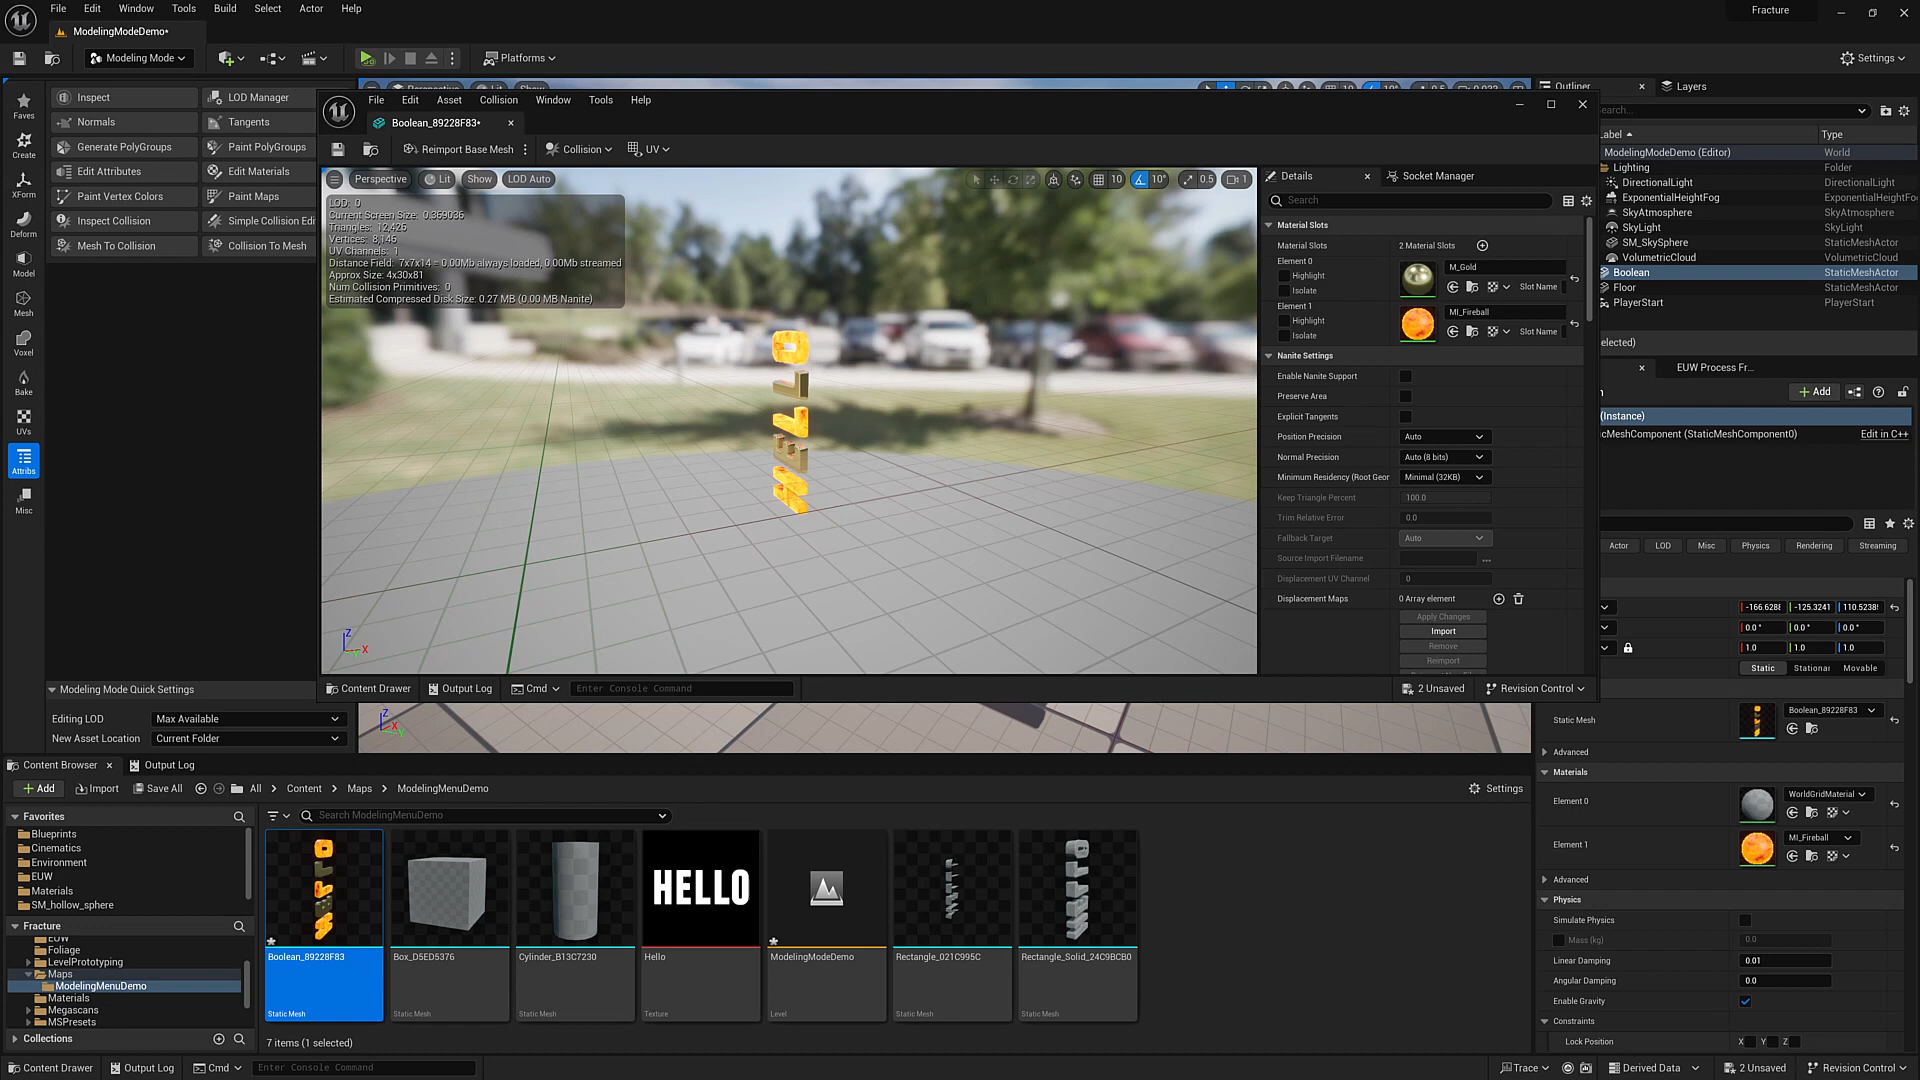 File Edit Window Tools Build Select Actor Help
Fracture
ModelingModeDemo*
Modeling Mode
Platforms
Settings
Faves
Create
XForm
Deform
Model
Mesh
Voxel
Bake
UVs
Attribs
Misc
Inspect
LOD Manager
Normals
Tangents
Generate PolyGroups
Paint PolyGroups
Edit Attributes
Edit Materials
Paint Vertex Colors
Paint Maps
Inspect Collision
Simple Collision Edi
Mesh To Collision
Collision To Mesh
Modeling Mode Quick Settings
Editing LOD Max Available
New Asset Location Current Folder
File Edit Asset Collision Window Tools Help
Boolean_89228F83*
Reimport Base Mesh
Collision
UV
Perspective Lit Show LOD Auto
10 10° 0.5 1
LOD: 0
Current Screen Size: 0.369036
Triangles: 12,426
Vertices: 8,146
UV Channels: 1
Distance Field: 7x7x14 = 0.00Mb always loaded, 0.00Mb streamed
Approx Size: 4x30x81
Num Collision Primitives: 0
Estimated Compressed Disk Size: 0.27 MB (0.00 MB Nanite)
Z
X
Details
Socket Manager
Search
Material Slots
Material Slots 2 Material Slots
Element 0
Highlight
Isolate
M_Gold
Slot Name
Element 1
Highlight
Isolate
MI_Fireball
Slot Name
Nanite Settings
Enable Nanite Support
Preserve Area
Explicit Tangents
Position Precision Auto
Normal Precision Auto (8 bits)
Minimum Residency (Root Geor Minimal (32KB)
Keep Triangle Percent 100.0
Trim Relative Error 0.0
Fallback Target Auto
Source Import Filename
Displacement UV Channel 0
Displacement Maps 0 Array element
Apply Changes
Import
Remove
Reimport
Content Drawer
Output Log
Cmd
Enter Console Command
2 Unsaved
Revision Control
Outliner
Layers
earch...
abel
Type
ModelingModeDemo (Editor) World
Lighting Folder
DirectionalLight DirectionalLight
ExponentialHeightFog ExponentialHeightFo
SkyAtmosphere SkyAtmosphere
SkyLight SkyLight
SM_SkySphere StaticMeshActor
VolumetricCloud VolumetricCloud
Boolean StaticMeshActor
Floor StaticMeshActor
PlayerStart PlayerStart
elected)
EUW Process Fr...
Add
(Instance)
icMeshComponent (StaticMeshComponent0)
Edit in C++
Actor LOD Misc Physics Rendering Streaming
-125.3241
0.0° 0.0° 0.0°
1.0 1.0 1.0
Static Stationar Movable
Static Mesh
Boolean_89228F83
Advanced
Materials
Element 0
WorldGridMaterial
Element 1
MI_Fireball
Advanced
Physics
Simulate Physics
Mass (kg) 0.0
Linear Damping 0.01
Angular Damping 0.0
Enable Gravity
Constraints
Lock Position X Y Z
Z
X
Y
Content Browser
Output Log
Add
Import
Save All
All
Content
Maps
ModelingMenuDemo
Settings
Favorites
Blueprints
Cinematics
Environment
EUW
Materials
SM_hollow_sphere
Fracture
EUW
Foliage
LevelPrototyping
Maps
ModelingMenuDemo
Materials
Megascans
MSPresets
Collections
Search ModelingMenuDemo
HELLO
Boolean_89228F83
Static Mesh
Box_D5ED5376
Static Mesh
Cylinder_B13C7230
Static Mesh
Hello
Texture
ModelingModeDemo
Level
Rectangle_021C995C
Static Mesh
Rectangle_Solid_24C9BCB0
Static Mesh
7 items (1 selected)
Content Drawer
Output Log
Cmd
Enter Console Command
Trace
Derived Data
2 Unsaved
Revision Control